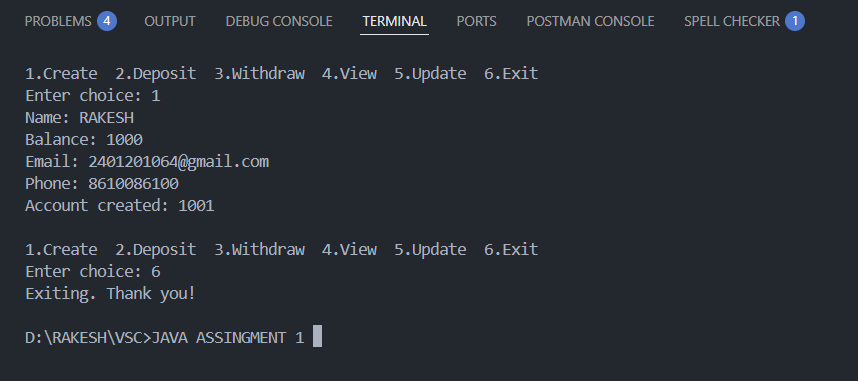 PROBLEMS 4 OUTPUT DEBUG CONSOLE TERMINAL PORTS POSTMAN CONSOLE SPELL CHECKER 1
1.Create  2.Deposit  3.Withdraw  4.View  5.Update  6.Exit
Enter choice: 1
Name: RAKESH
Balance: 1000
Email: 2401201064@gmail.com
Phone: 8610086100
Account created: 1001
1.Create  2.Deposit  3.Withdraw  4.View  5.Update  6.Exit
Enter choice: 6
Exiting. Thank you!
D:\RAKESH\VSC>JAVA ASSINGMENT 1